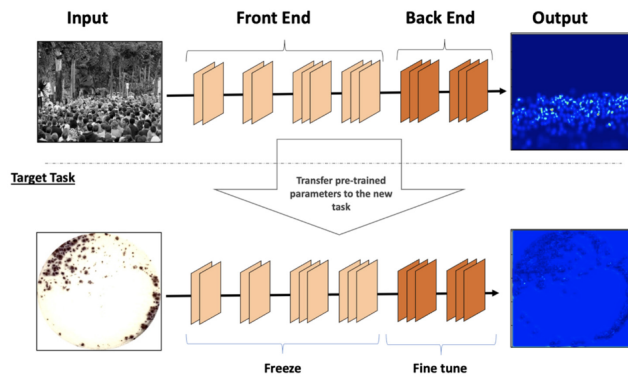 Input
Front End
Back End
Output
Transfer pre-trained
parameters to the new
task
Target Task
Freeze
Fine tune